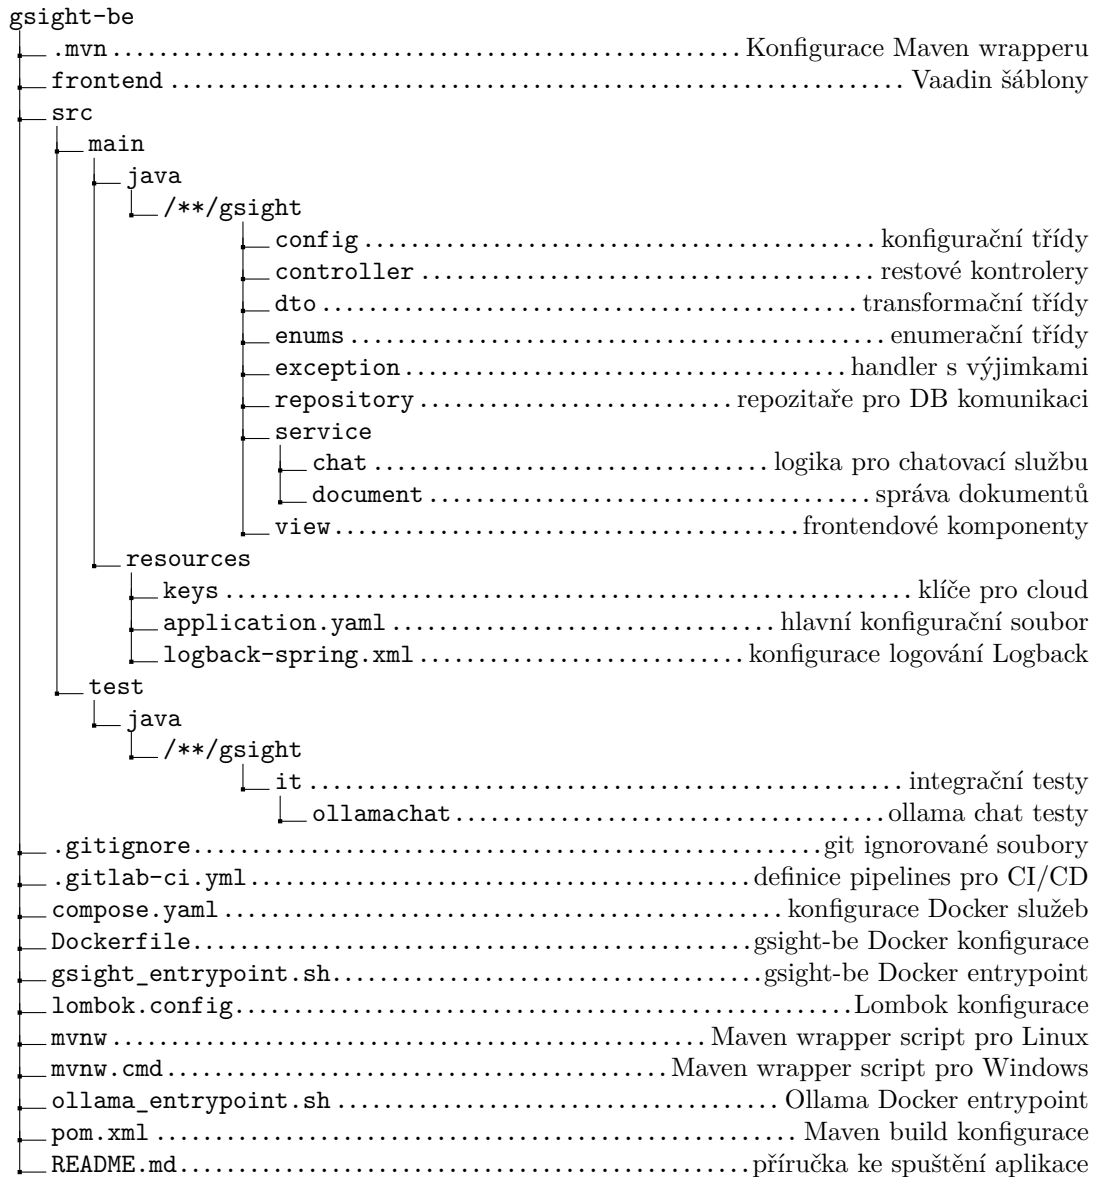 gsight-be
.mvn Konfigurace Maven wrapperu
frontend Vaadin šáblony
src
main
java
/**/gsight
config konfigurační třídy
controller restové kontrolery
dto transformační třídy
enums enumerační třídy
exception handler s výjimkami
repository repozitaře pro DB komunikaci
service
chat logika pro chatovací službu
document správa dokumentů
view frontendové komponenty
resources
keys klíče pro cloud
application.yaml hlavní konfigurační soubor
logback-spring.xml konfigurace logování Logback
test
java
/**/gsight
it integrační testy
ollamachat ollama chat testy
.gitignore git ignorované soubory
.gitlab-ci.yml definice pipelines pro CI/CD
compose.yaml konfigurace Docker služeb
Dockerfile gsight-be Docker konfigurace
gsight_entrypoint.sh gsight-be Docker entrypoint
lombok.config Lombok konfigurace
mvnw Maven wrapper script pro Linux
mvnw.cmd Maven wrapper script pro Windows
ollama_entrypoint.sh Ollama Docker entrypoint
pom.xml Maven build konfigurace
README.md příručka ke spuštění aplikace